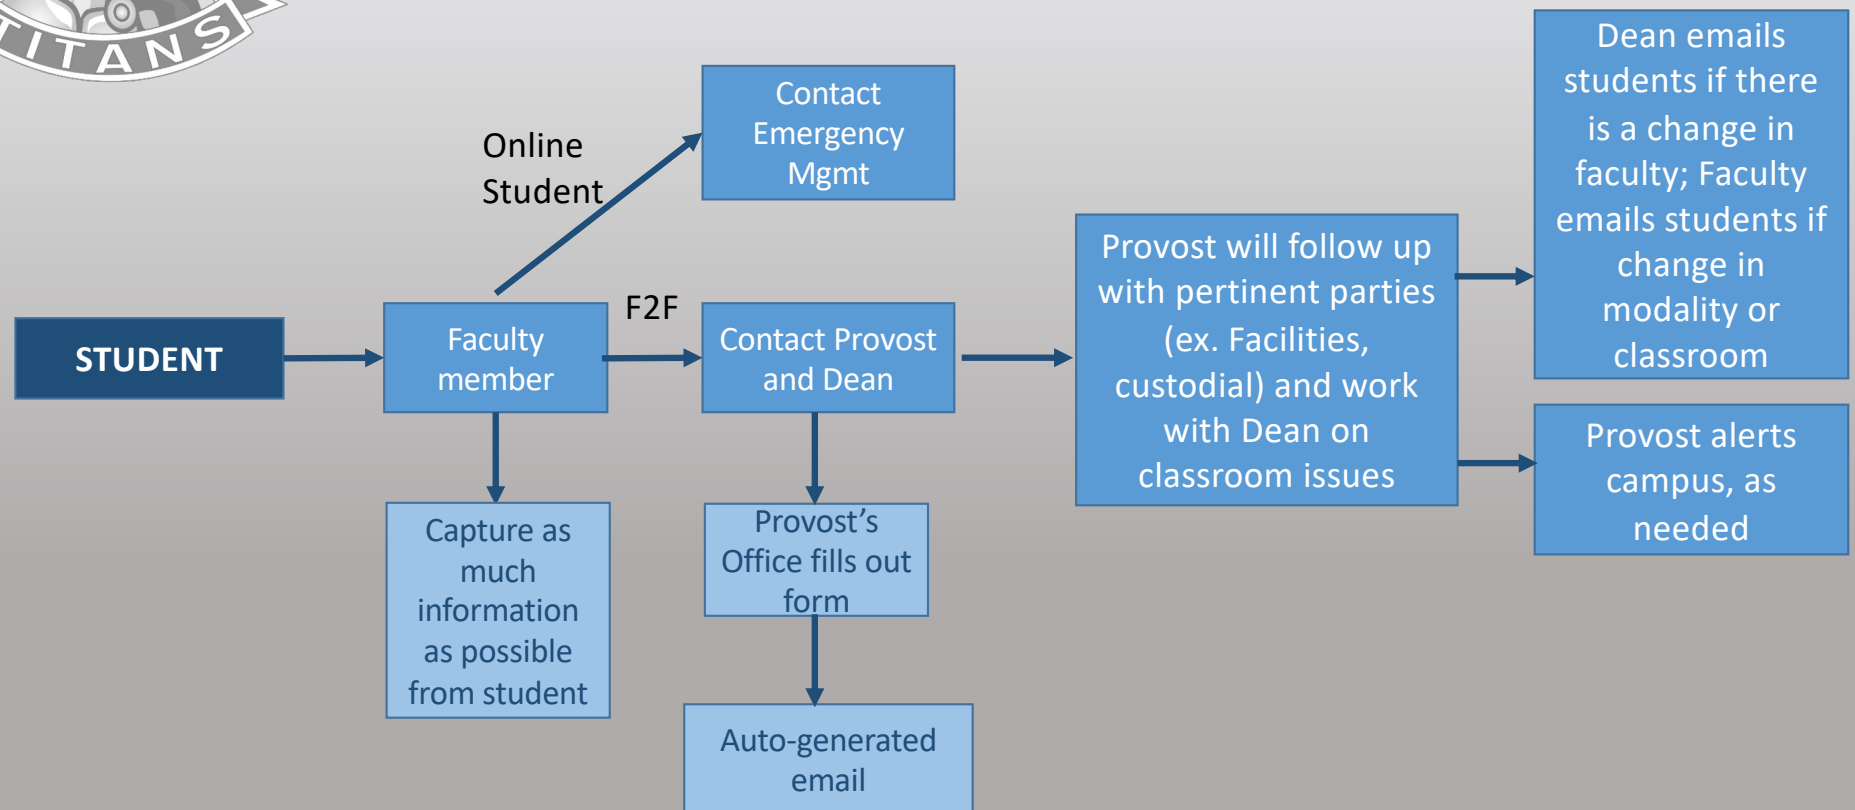 TITANS
Online
Student
Contact
Emergency
Mgmt
Dean emails
students if there
is a change in
faculty; Faculty
emails students if
change in
modality or
classroom
STUDENT
Faculty
member
F2F
Contact Provost
and Dean
Provost will follow up
with pertinent parties
(ex. Facilities,
custodial) and work
with Dean on
classroom issues
Provost alerts
campus, as
needed
Capture as
much
information
as possible
from student
Provost’s
Office fills out
form
Auto-generated
email